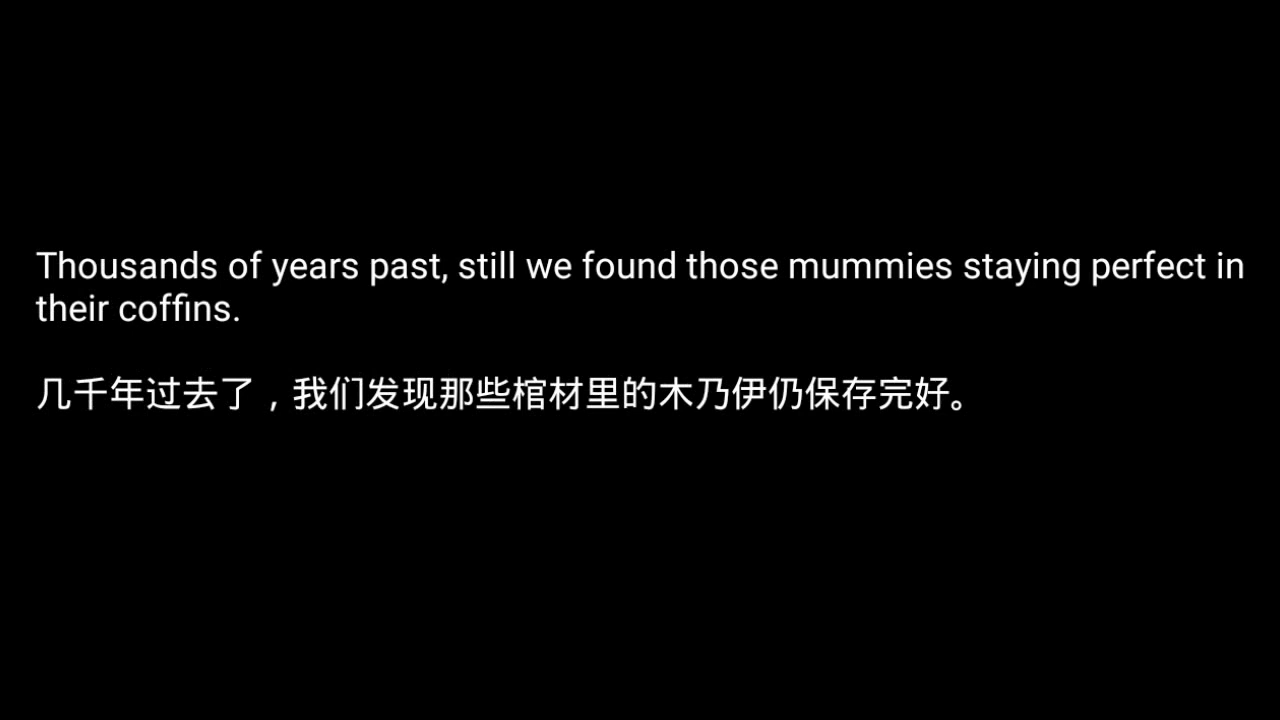 Thousands of years past, still we found those mummies staying perfect in
their coffins.
几千年过去了，我们发现那些棺材里的木乃伊仍保存完好。